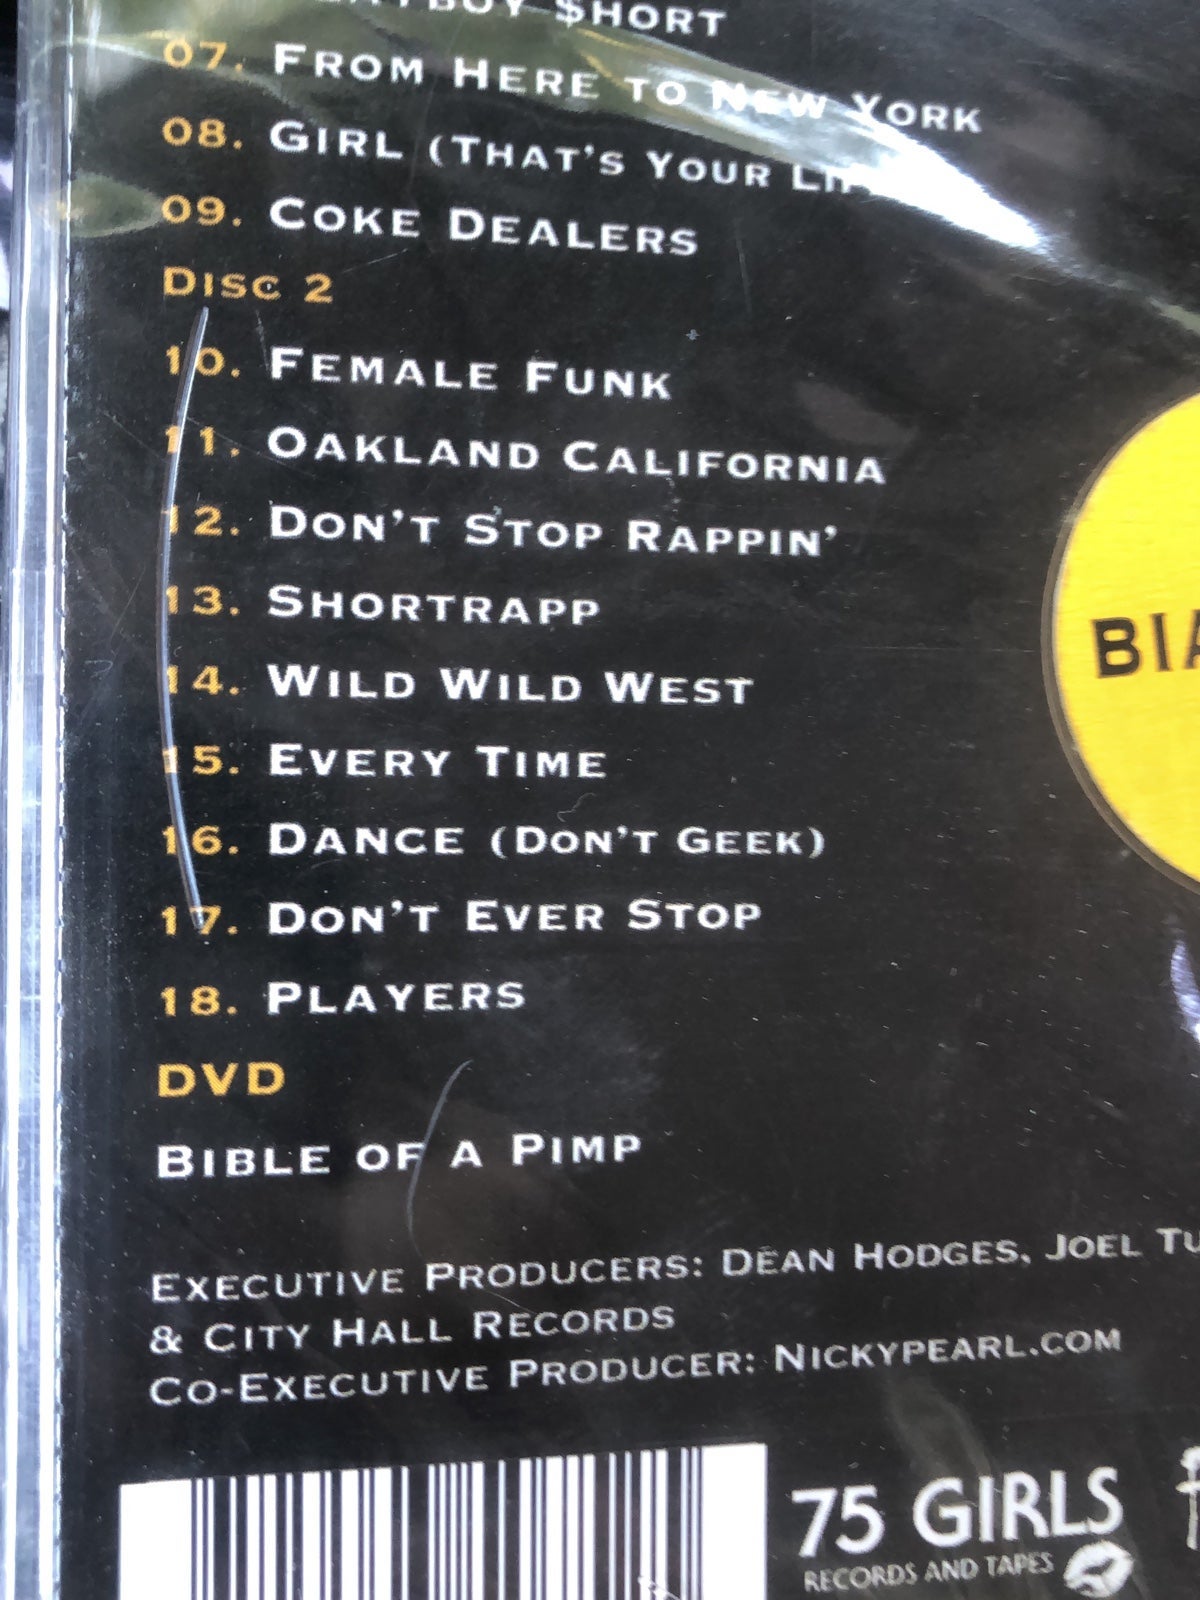 $HORT
07. FROM HERE TO NEW YORK
08. GIRL (THAT'S YOUR
09. COKE DEALERS
DISC 2
10. FEMALE FUNK
11. OAKLAND CALIFORNIA
12. DON'T STOP RAPPIN'
13. SHORTRAPP
14. WILD WILD WEST
15. EVERY TIME
16. DANCE (DON'T GEEK)
17. DON'T EVER STOP
18. PLAYERS
DVD
BIBLE OF A PIMP
EXECUTIVE PRODUCERS: DEAN HODGES, JOEL
& CITY HALL RECORDS
CO-EXECUTIVE PRODUCER: NICKYPEARL.COM
75 GIRLS
RECORDS AND TAPES